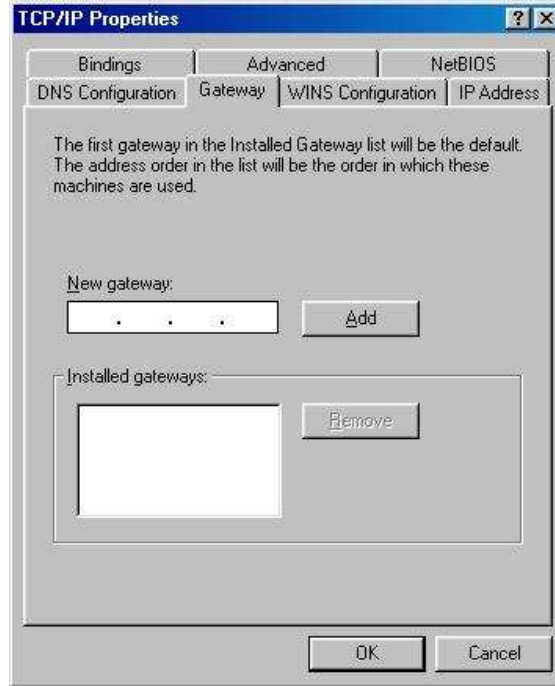 TCP/IP Properties
? ×
Bindings Advanced NetBIOS
DNS Configuration Gateway WINS Configuration IP Address
The first gateway in the Installed Gateway list will be the default.
The address order in the list will be the order in which these
machines are used.
New gateway:
. . .
Add
Installed gateways:
Remove
OK Cancel